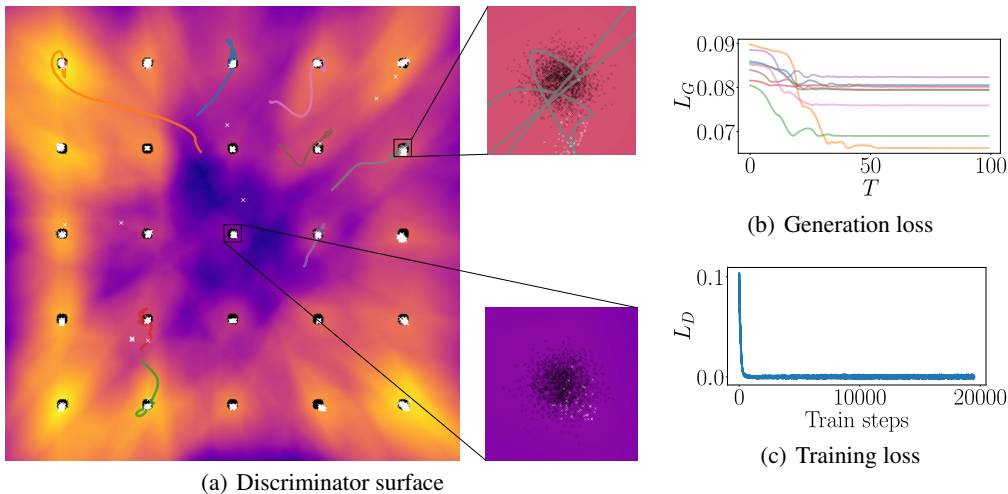 (a) Discriminator surface
0.09
0.08
0.07
L_G
0 50 100
T
(b) Generation loss
0.1
0.0
L_D
0 10000 20000
Train steps
(c) Training loss